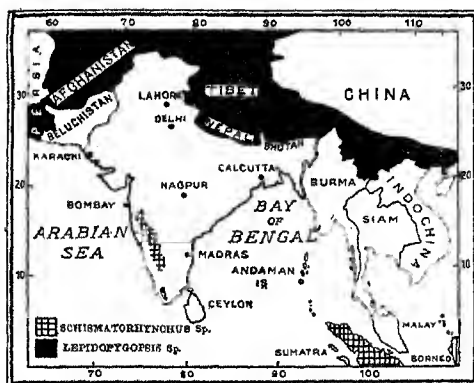 60 70 80 90 100 110
PERSIA
AFGHANISTAN
BELUCHISTAN
LAHORE
TIBET
CHINA
30
30
DELHI
NEPAL
BHUTAN
KARACHI
CALCUTTA
BURMA
INDOCHINA
20
20
NAGPUR
SIAM
BOMBAY
BAY
OF
BENGA
ARABIAN
SEA
MADRAS
ANDAMAN
IS
10
10
CEYLON
MALAY
SCHISMATORHYNCHUS Sp.
LEPIDOPYGOPSIS Sp.
SUMATRA
BORNEO
70 80 90 100